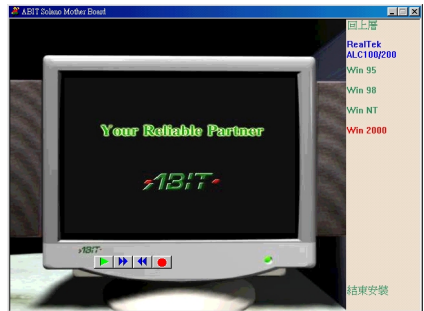 ABIT Solano Mother Board
回上層
RealTek
ALC100/200
Win 95
Win 98
Win NT
Win 2000
Your Reliable Partner
ABIT
ABIT
結束安裝